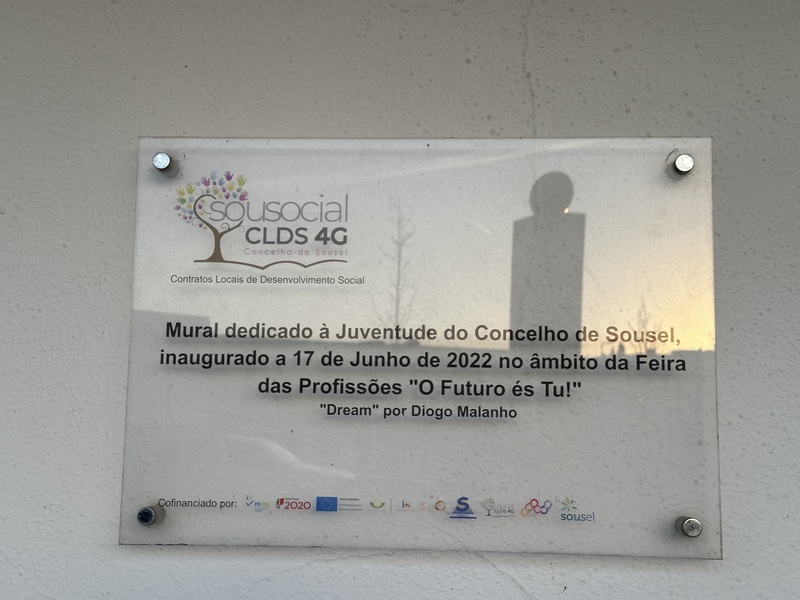 sousocial
CLDS 4G
Concelho de Sousel
Contratos Locais de Desenvolvimento Social
Mural dedicado à Juventude do Concelho de Sousel,
inaugurado a 17 de Junho de 2022 no âmbito da Feira
das Profissões "O Futuro és Tu!"
"Dream" por Diogo Malanho
Cofinanciado por:
2020
S
CLDS 4G
sousel